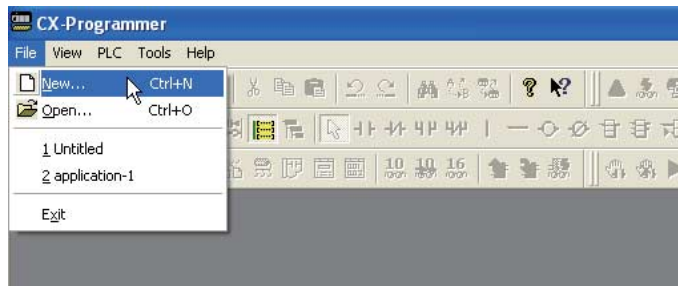 CX-Programmer
File View PLC Tools Help
New... Ctrl+N
Open... Ctrl+O
1 Untitled
2 application-1
Exit
10 10 16